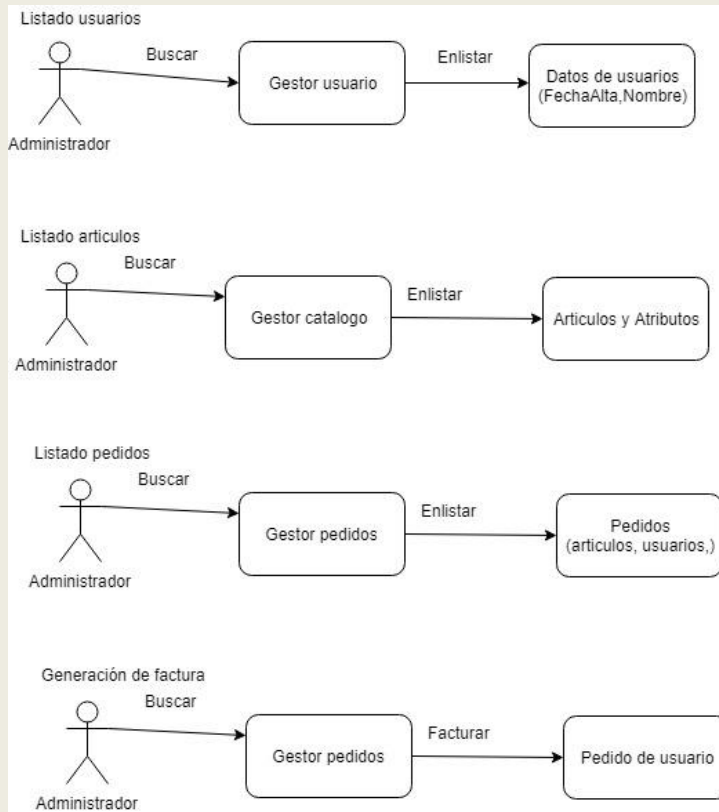 Listado usuarios
Buscar
Enlistar
Gestor usuario
Datos de usuarios
(FechaAlta,Nombre)
Administrador
Listado articulos
Buscar
Enlistar
Gestor catalogo
Articulos y Atributos
Administrador
Listado pedidos
Buscar
Enlistar
Gestor pedidos
Pedidos
(articulos, usuarios,)
Administrador
Generación de factura
Buscar
Facturar
Gestor pedidos
Pedido de usuario
Administrador